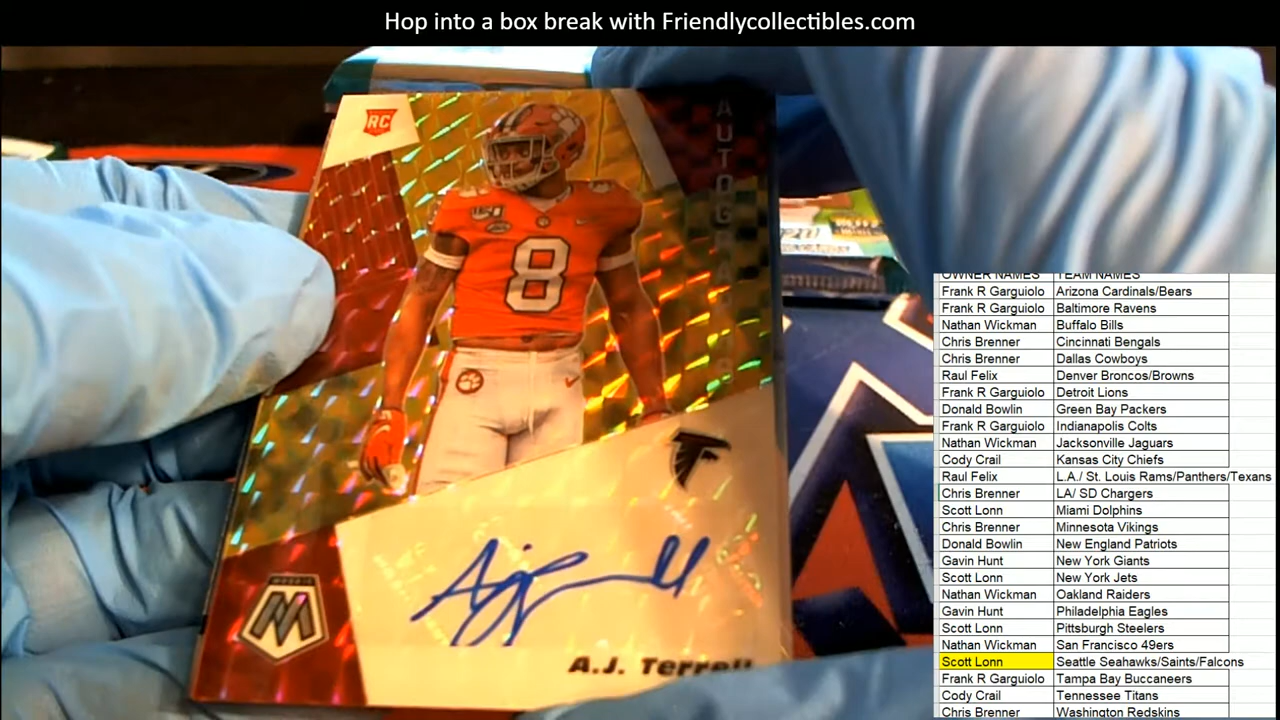 Hop into a box break with Friendlycollectibles.com
RC
AUTOGRA
8
MOSAIC
A.J. Terrell
OWNER NAMES TEAM NAMES
Frank R Garguiolo Arizona Cardinals/Bears
Frank R Garguiolo Baltimore Ravens
Nathan Wickman Buffalo Bills
Chris Brenner Cincinnati Bengals
Chris Brenner Dallas Cowboys
Raul Felix Denver Broncos/Browns
Frank R Garguiolo Detroit Lions
Donald Bowlin Green Bay Packers
Frank R Garguiolo Indianapolis Colts
Nathan Wickman Jacksonville Jaguars
Cody Crail Kansas City Chiefs
Raul Felix L.A./ St. Louis Rams/Panthers/Texans
Chris Brenner LA/ SD Chargers
Scott Lonn Miami Dolphins
Chris Brenner Minnesota Vikings
Donald Bowlin New England Patriots
Gavin Hunt New York Giants
Scott Lonn New York Jets
Nathan Wickman Oakland Raiders
Gavin Hunt Philadelphia Eagles
Scott Lonn Pittsburgh Steelers
Nathan Wickman San Francisco 49ers
Scott Lonn Seattle Seahawks/Saints/Falcons
Frank R Garguiolo Tampa Bay Buccaneers
Cody Crail Tennessee Titans
Chris Brenner Washington Redskins